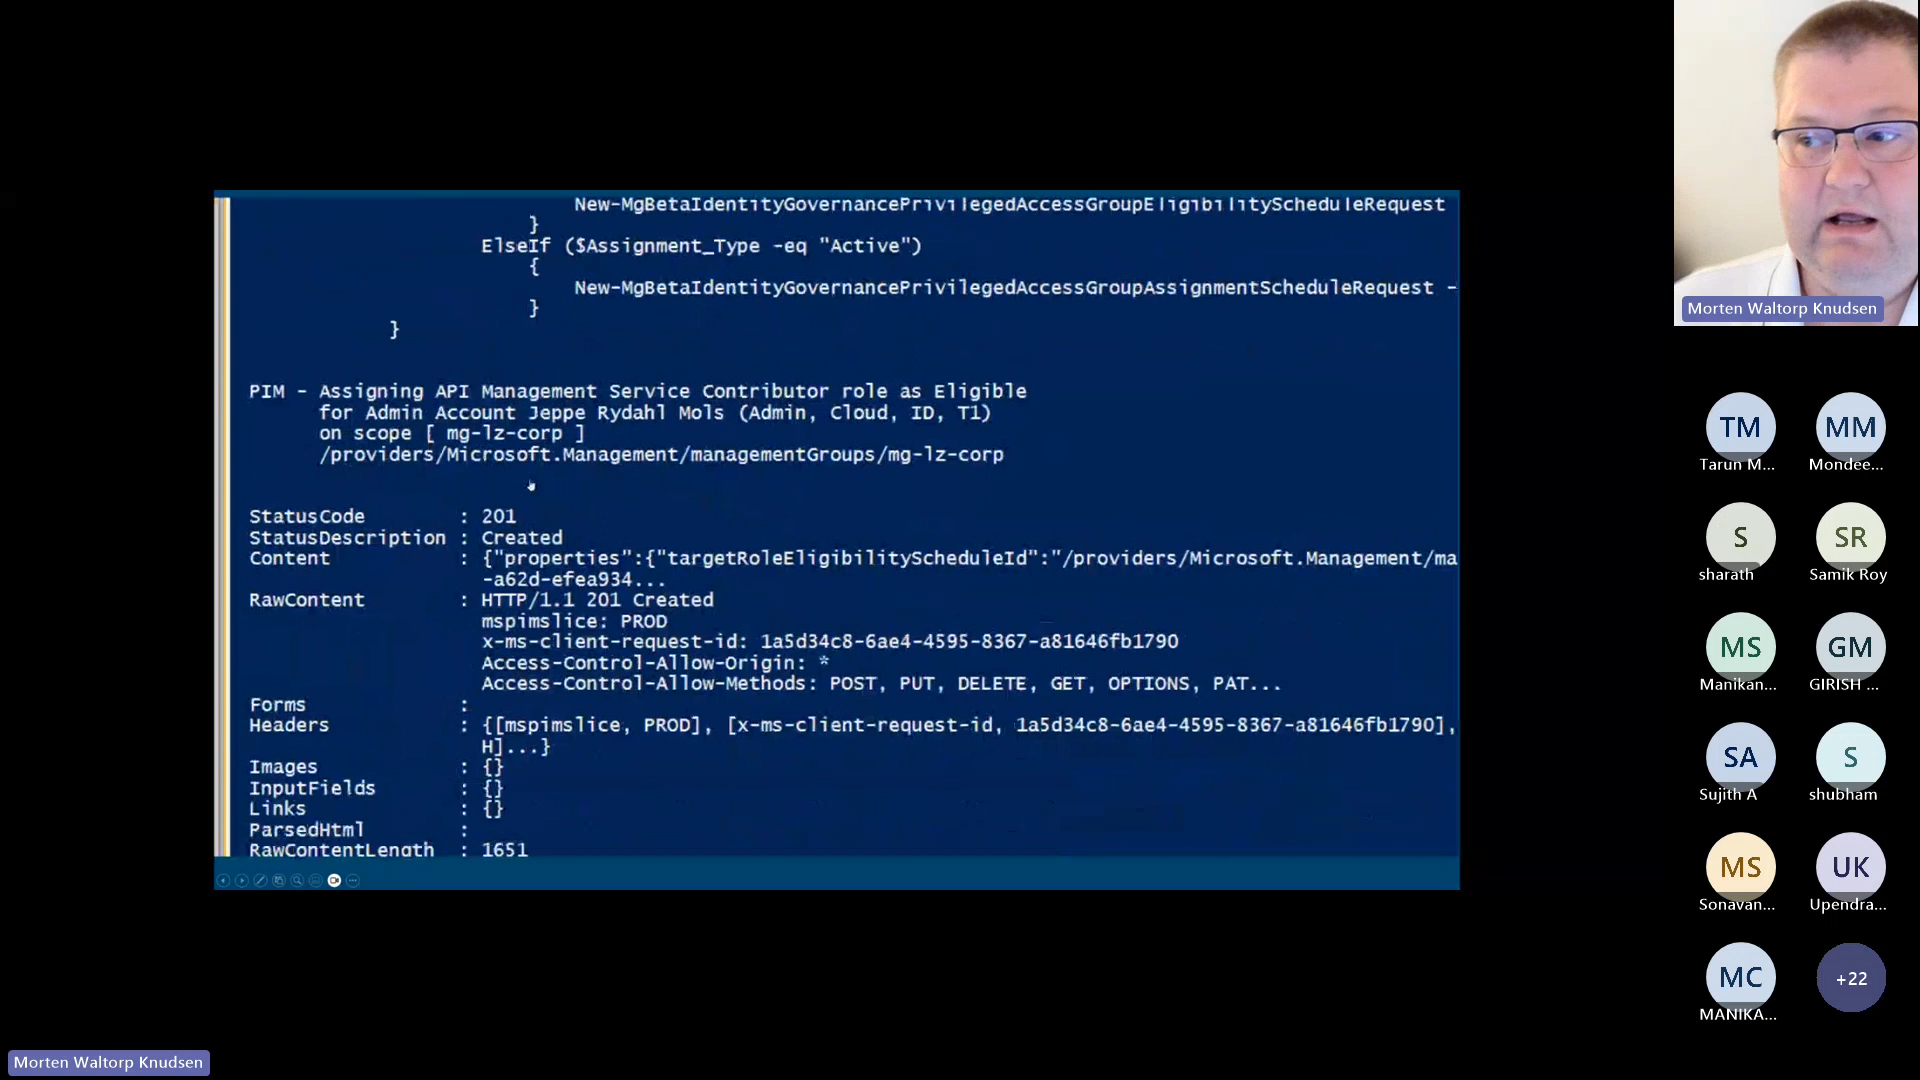 New-MgBetaIdentityGovernancePrivilegedAccessGroupEligibilityScheduleRequest
}
ElseIf ($Assignment_Type -eq "Active")
{
New-MgBetaIdentityGovernancePrivilegedAccessGroupAssignmentScheduleRequest -
}
}
PIM - Assigning API Management Service Contributor role as Eligible
for Admin Account Jeppe Rydahl Mols (Admin, Cloud, ID, T1)
on scope [ mg-lz-corp ]
/providers/Microsoft.Management/managementGroups/mg-lz-corp
StatusCode : 201
StatusDescription : Created
Content : {"properties":{"targetRoleEligibilityScheduleId":"/providers/Microsoft.Management/ma
-a62d-efea934...
RawContent : HTTP/1.1 201 Created
mspimslice: PROD
x-ms-client-request-id: 1a5d34c8-6ae4-4595-8367-a81646fb1790
Access-Control-Allow-Origin: *
Access-Control-Allow-Methods: POST, PUT, DELETE, GET, OPTIONS, PAT...
Forms :
Headers : {[mspimslice, PROD], [x-ms-client-request-id, 1a5d34c8-6ae4-4595-8367-a81646fb1790],
H]...}
Images : {}
InputFields : {}
Links : {}
ParsedHtml :
RawContentLength : 1651
Morten Waltorp Knudsen
TM
Tarun M...
MM
Mondee...
S
sharath
SR
Samik Roy
MS
Manikan...
GM
GIRISH ...
SA
Sujith A
S
shubham
MS
Sonavan...
UK
Upendra...
MC
MANIKA...
+22
Morten Waltorp Knudsen